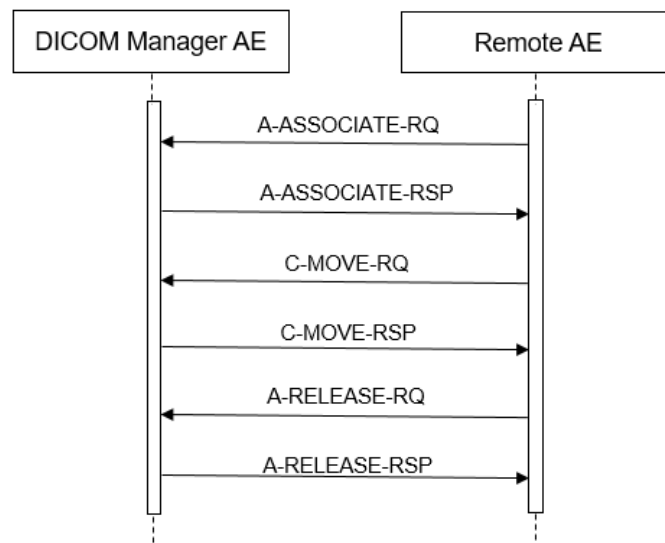 DICOM Manager AE
Remote AE
A-ASSOCIATE-RQ
A-ASSOCIATE-RSP
C-MOVE-RQ
C-MOVE-RSP
A-RELEASE-RQ
A-RELEASE-RSP